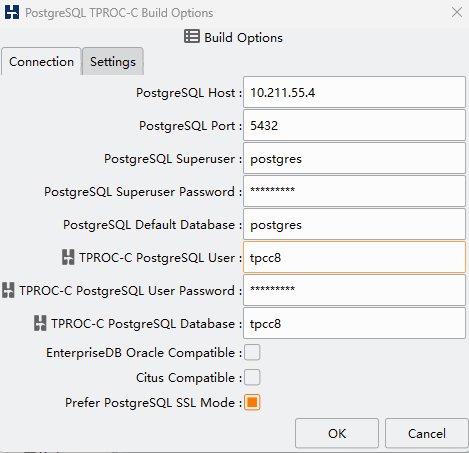 PostgreSQL TPROC-C Build Options
Build Options
Connection Settings
PostgreSQL Host : 10.211.55.4
PostgreSQL Port : 5432
PostgreSQL Superuser : postgres
PostgreSQL Superuser Password : *********
PostgreSQL Default Database : postgres
TPROC-C PostgreSQL User : tpcc8
TPROC-C PostgreSQL User Password : *********
TPROC-C PostgreSQL Database : tpcc8
EnterpriseDB Oracle Compatible :
Citus Compatible :
Prefer PostgreSQL SSL Mode :
OK Cancel